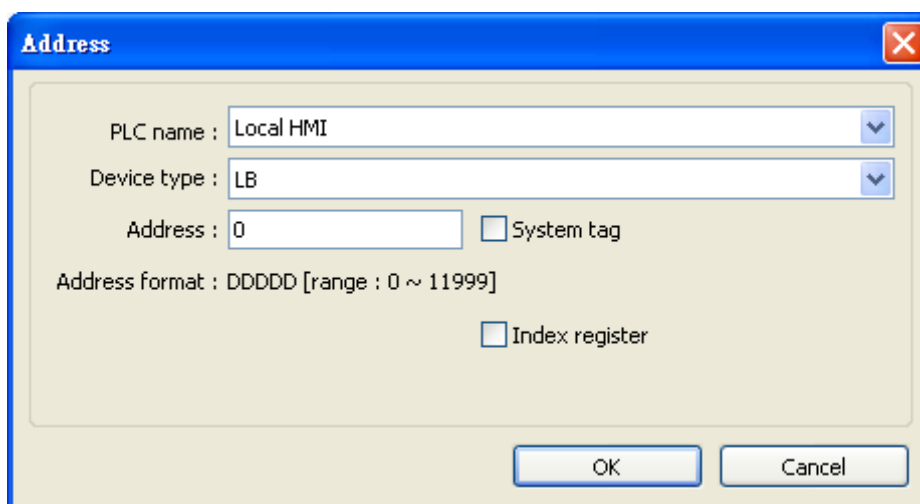 Address
PLC name : Local HMI
Device type : LB
Address : 0 System tag
Address format : DDDDD [range : 0 ~ 11999]
Index register
OK Cancel